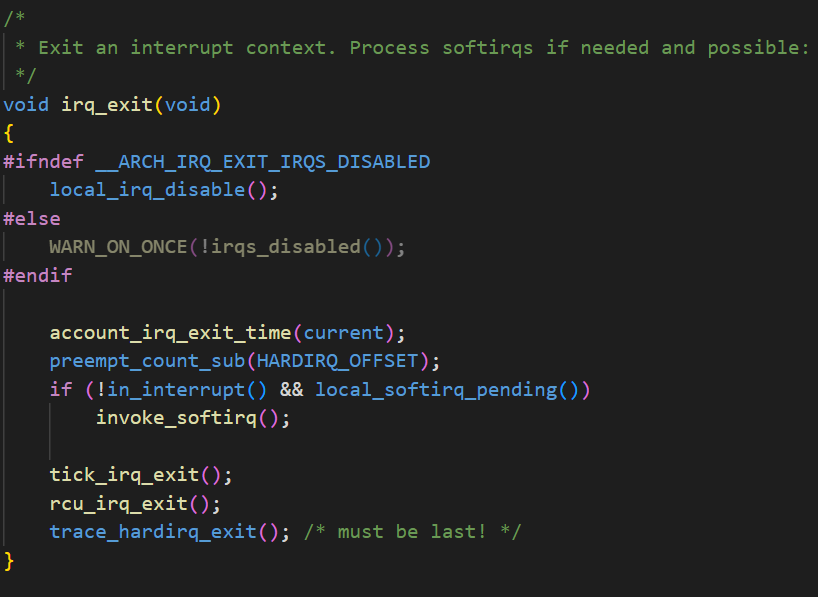 /*
 * Exit an interrupt context. Process softirqs if needed and possible:
 */
void irq_exit(void)
{
#ifndef __ARCH_IRQ_EXIT_IRQS_DISABLED
    local_irq_disable();
#else
    WARN_ON_ONCE(!irqs_disabled());
#endif

    account_irq_exit_time(current);
    preempt_count_sub(HARDIRQ_OFFSET);
    if (!in_interrupt() && local_softirq_pending())
        invoke_softirq();

    tick_irq_exit();
    rcu_irq_exit();
    trace_hardirq_exit(); /* must be last! */
}